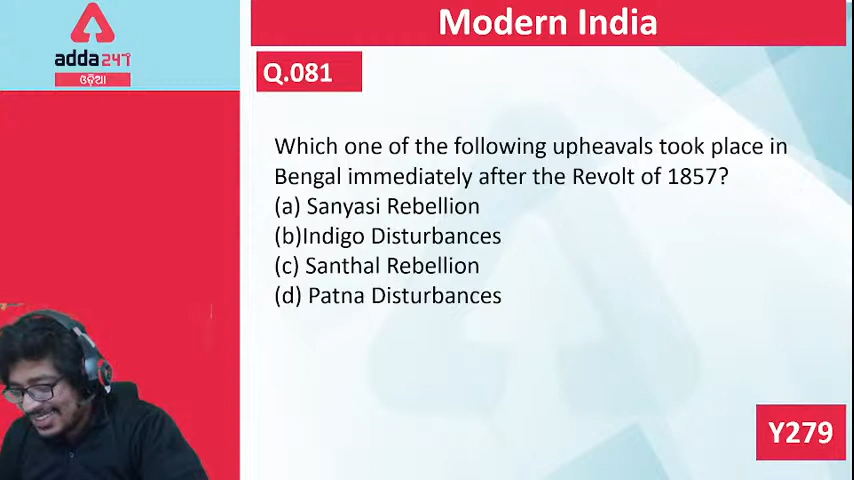 Modern India
adda247
ଓଡ଼ିଆ
Q.081
Which one of the following upheavals took place in
Bengal immediately after the Revolt of 1857?
(a) Sanyasi Rebellion
(b)Indigo Disturbances
(c) Santhal Rebellion
(d) Patna Disturbances
Y279